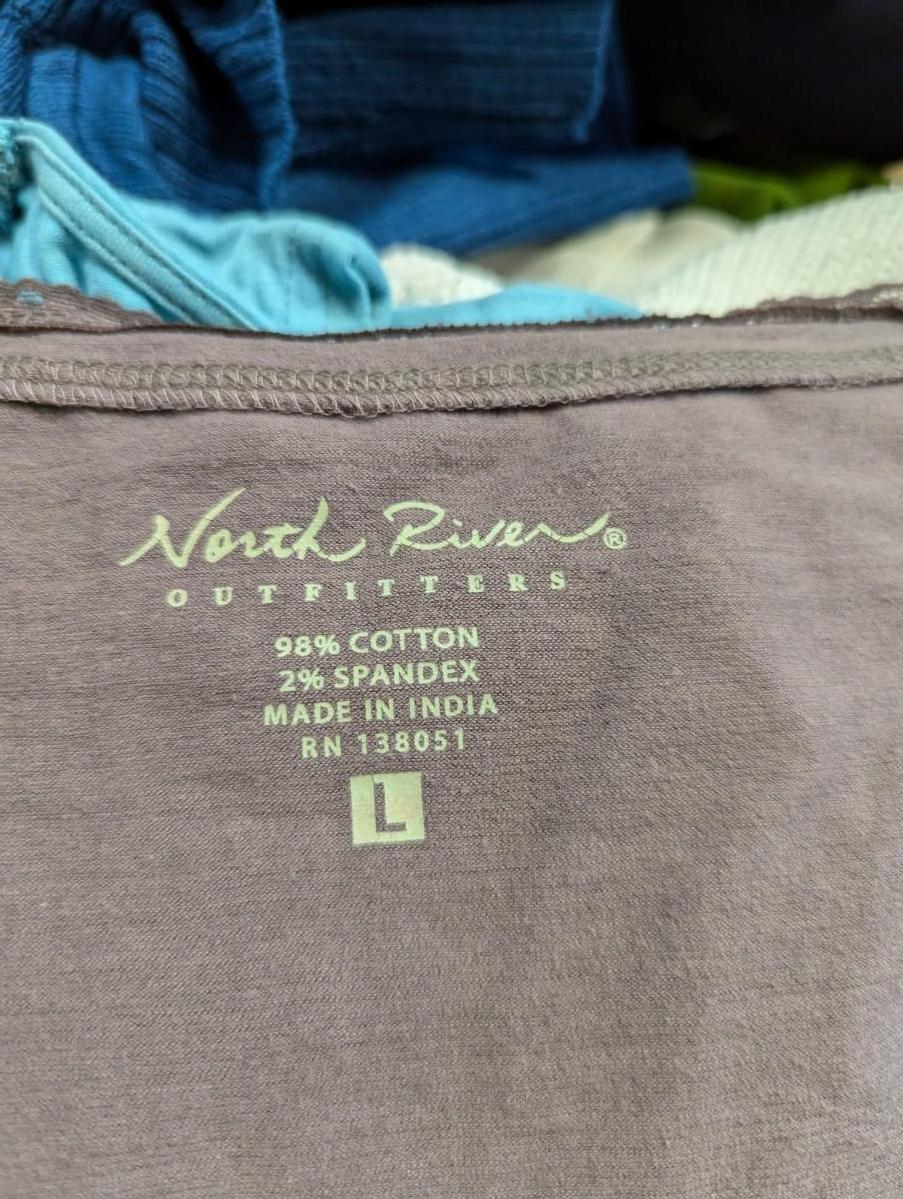 North River®
OUTFITTERS
98% COTTON
2% SPANDEX
MADE IN INDIA
RN 138051
L